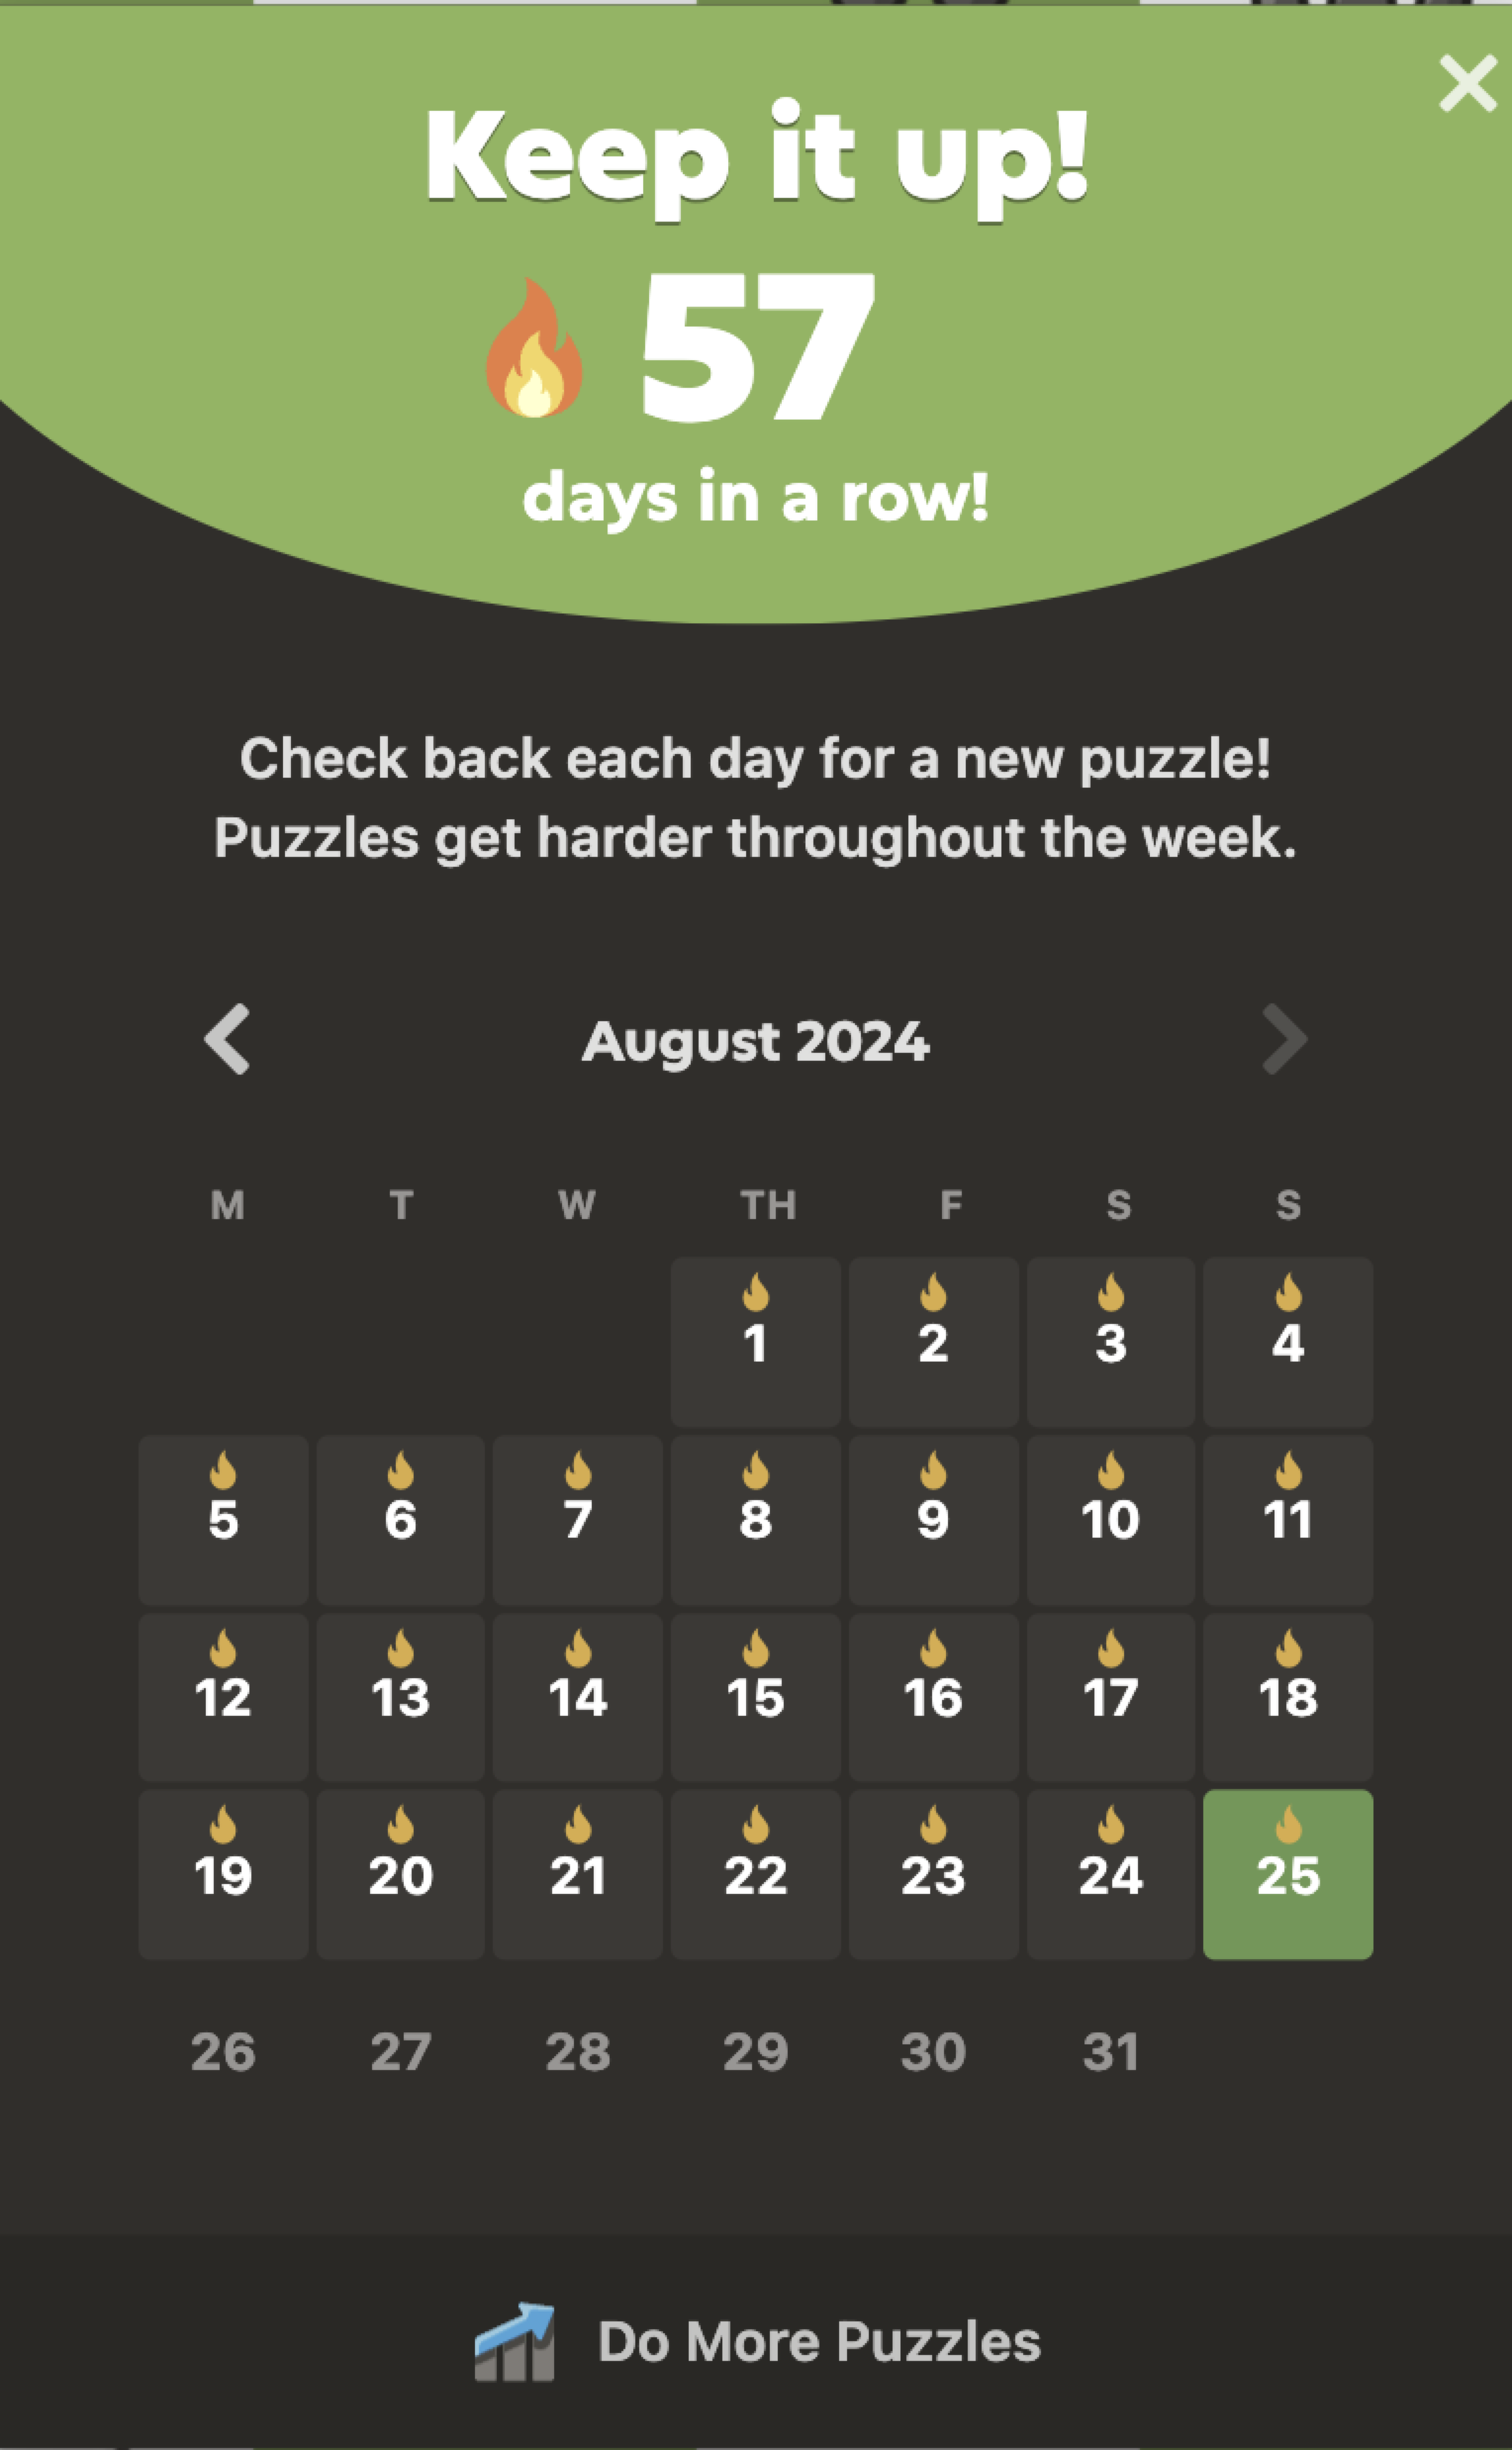 Keep it up!
57
days in a row!
Check back each day for a new puzzle!
Puzzles get harder throughout the week.
August 2024
M T W TH F S S
1 2 3 4
5 6 7 8 9 10 11
12 13 14 15 16 17 18
19 20 21 22 23 24 25
26 27 28 29 30 31
Do More Puzzles